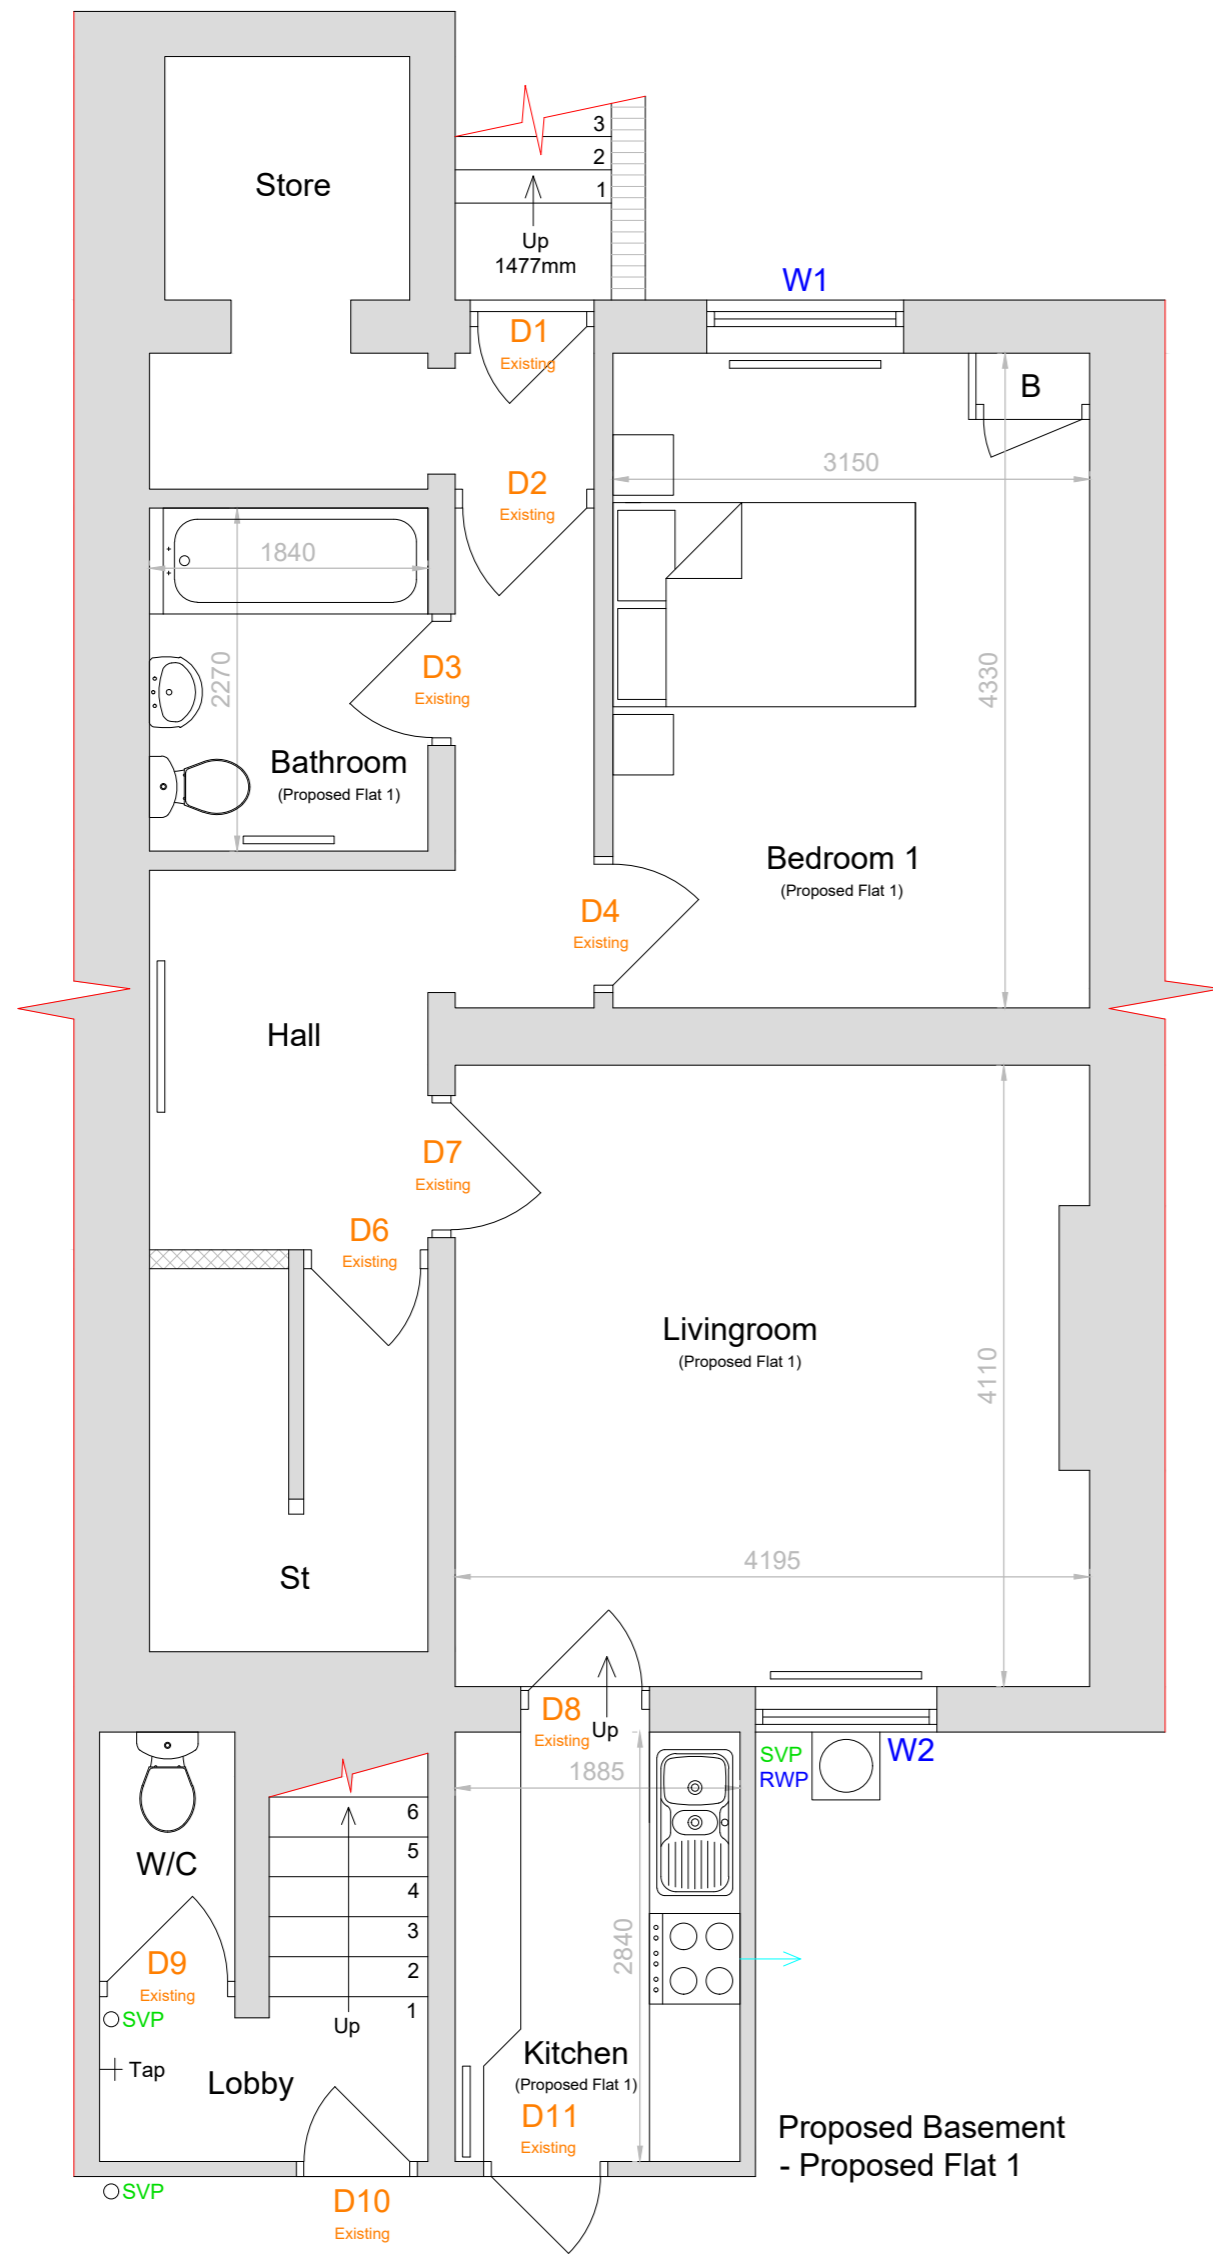 Store
3
2
1
Up
1477mm
W1
D1
Existing
B
3150
D2
Existing
1840
D3
Existing
2270
4330
Bathroom
(Proposed Flat 1)
Bedroom 1
(Proposed Flat 1)
D4
Existing
Hall
D7
Existing
D6
Existing
Livingroom
(Proposed Flat 1)
4110
4195
St
D8
Existing
Up
W2
SVP
RWP
1885
6
5
4
3
2
1
Up
W/C
2840
D9
Existing
SVP
Tap
Lobby
Kitchen
(Proposed Flat 1)
D11
Existing
Proposed Basement
- Proposed Flat 1
SVP
D10
Existing